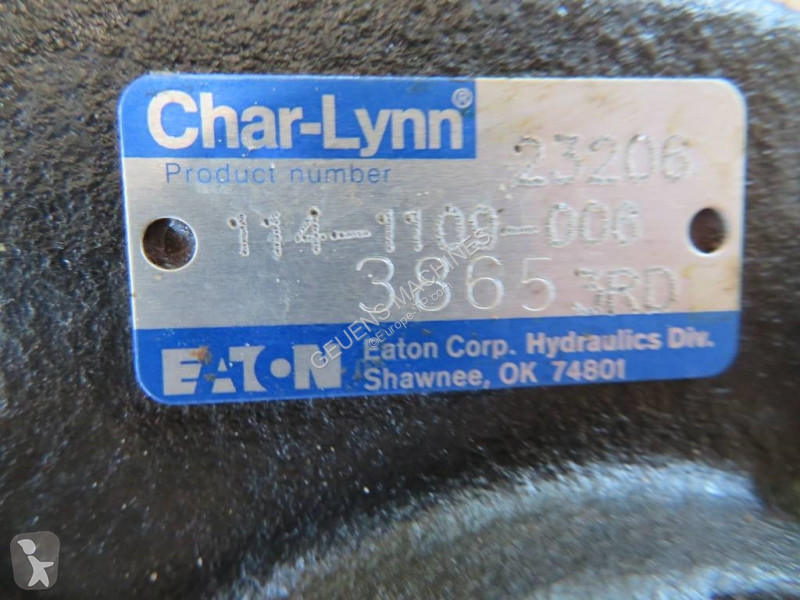 Char-Lynn®
23206
Product number
114-1109-006
3865 3RD
GEUENS MACHINES
©Europe-TP.com
EATON
Eaton Corp. Hydraulics Div.
Shawnee, OK 74801